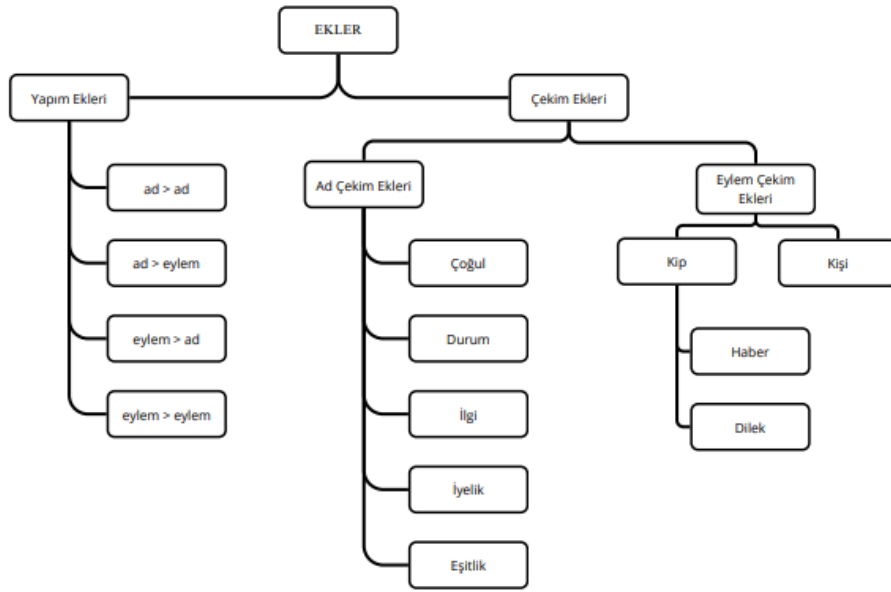 EKLER
Yapım Ekleri
Çekim Ekleri
ad > ad
ad > eylem
eylem > ad
eylem > eylem
Ad Çekim Ekleri
Çoğul
Durum
İlgi
İyelik
Eşitlik
Eylem Çekim
Ekleri
Kip
Kişi
Haber
Dilek